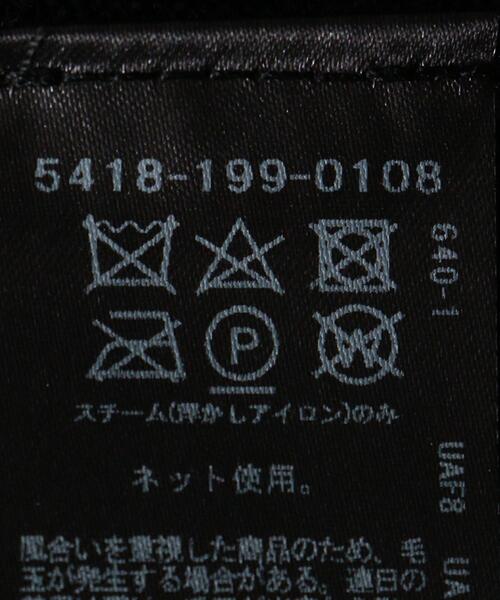 5418-199-0108
640-1
P
W
スチーム(浮かしアイロン)のみ
ネット使用。
UAF8 UA
風合いを重視した商品のため、毛
玉が発生する場合がある。連日の